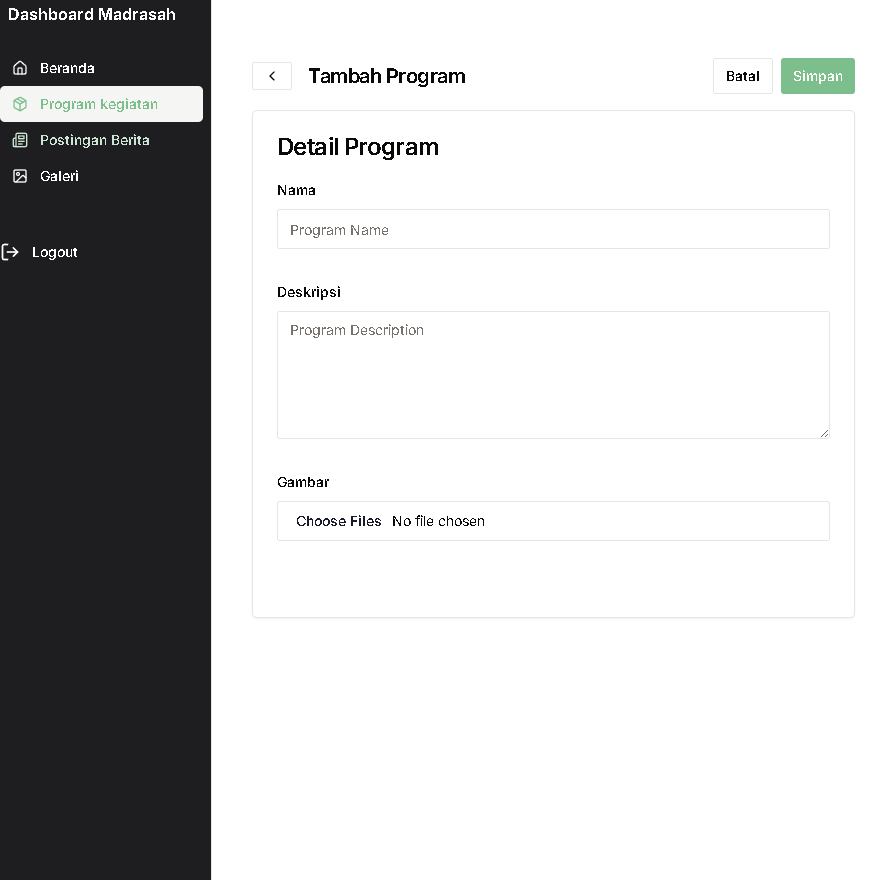 Dashboard Madrasah
Beranda
Program kegiatan
Postingan Berita
Galeri
Logout
Tambah Program
Batal
Simpan
Detail Program
Nama
Program Name
Deskripsi
Program Description
Gambar
Choose Files No file chosen